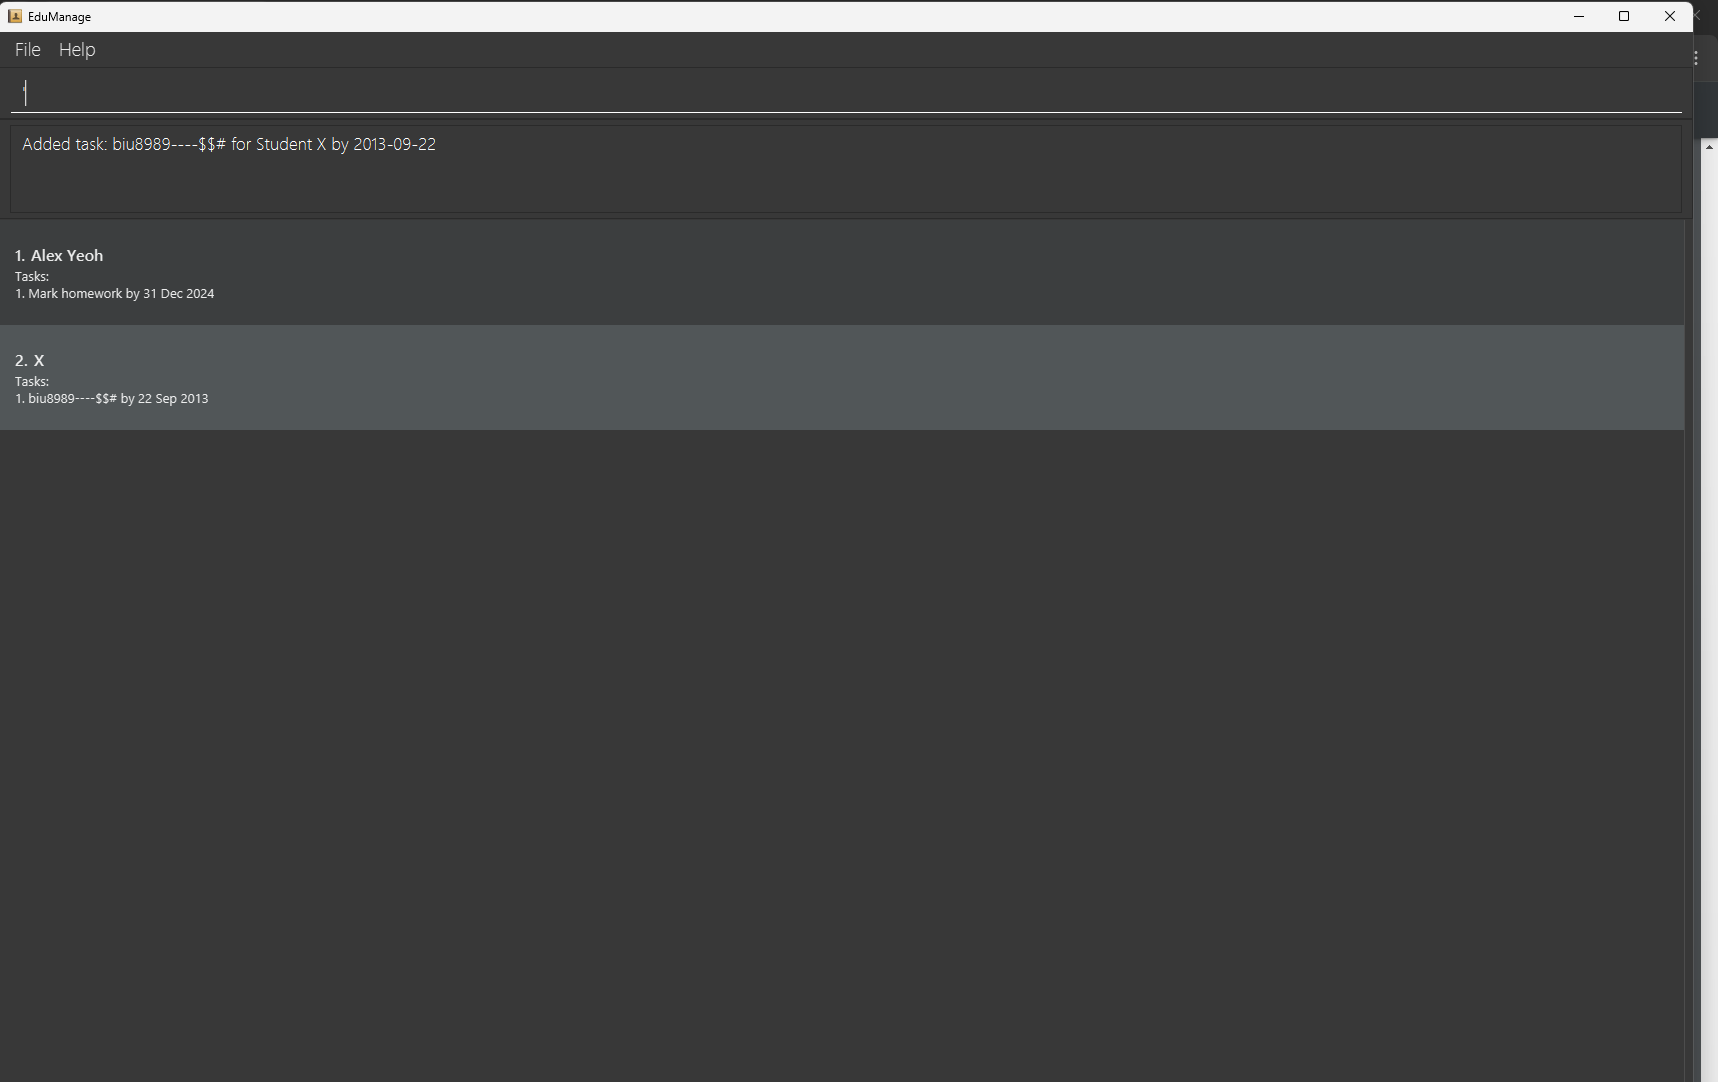 EduManage
File Help
'
Added task: biu8989----$$# for Student X by 2013-09-22
1. Alex Yeoh
Tasks:
1. Mark homework by 31 Dec 2024
2. X
Tasks:
1. biu8989----$$# by 22 Sep 2013